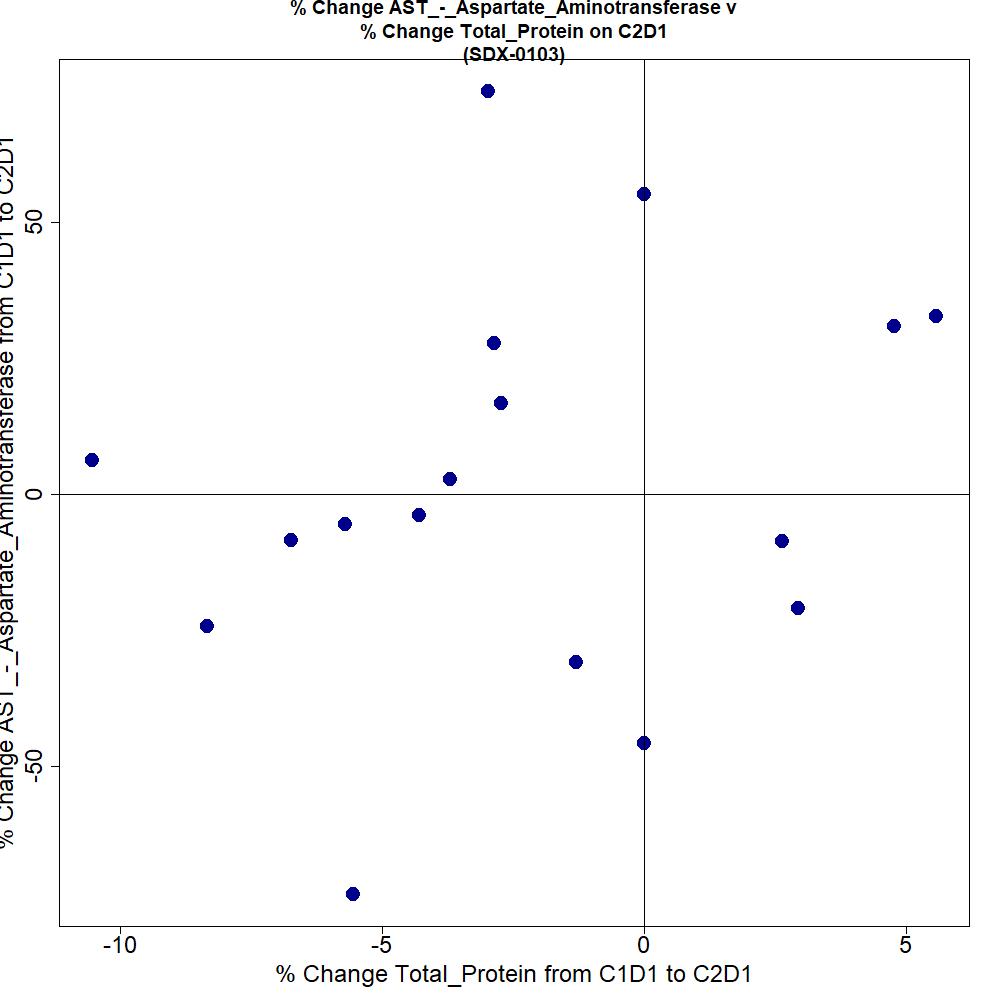 % Change AST_-_Aspartate_Aminotransferase v
% Change Total_Protein on C2D1
(SDX-0103)
% Change AST_-_Aspartate_Aminotransferase from C1D1 to C2D1
50
0
-50
-10
-5
0
5
% Change Total_Protein from C1D1 to C2D1